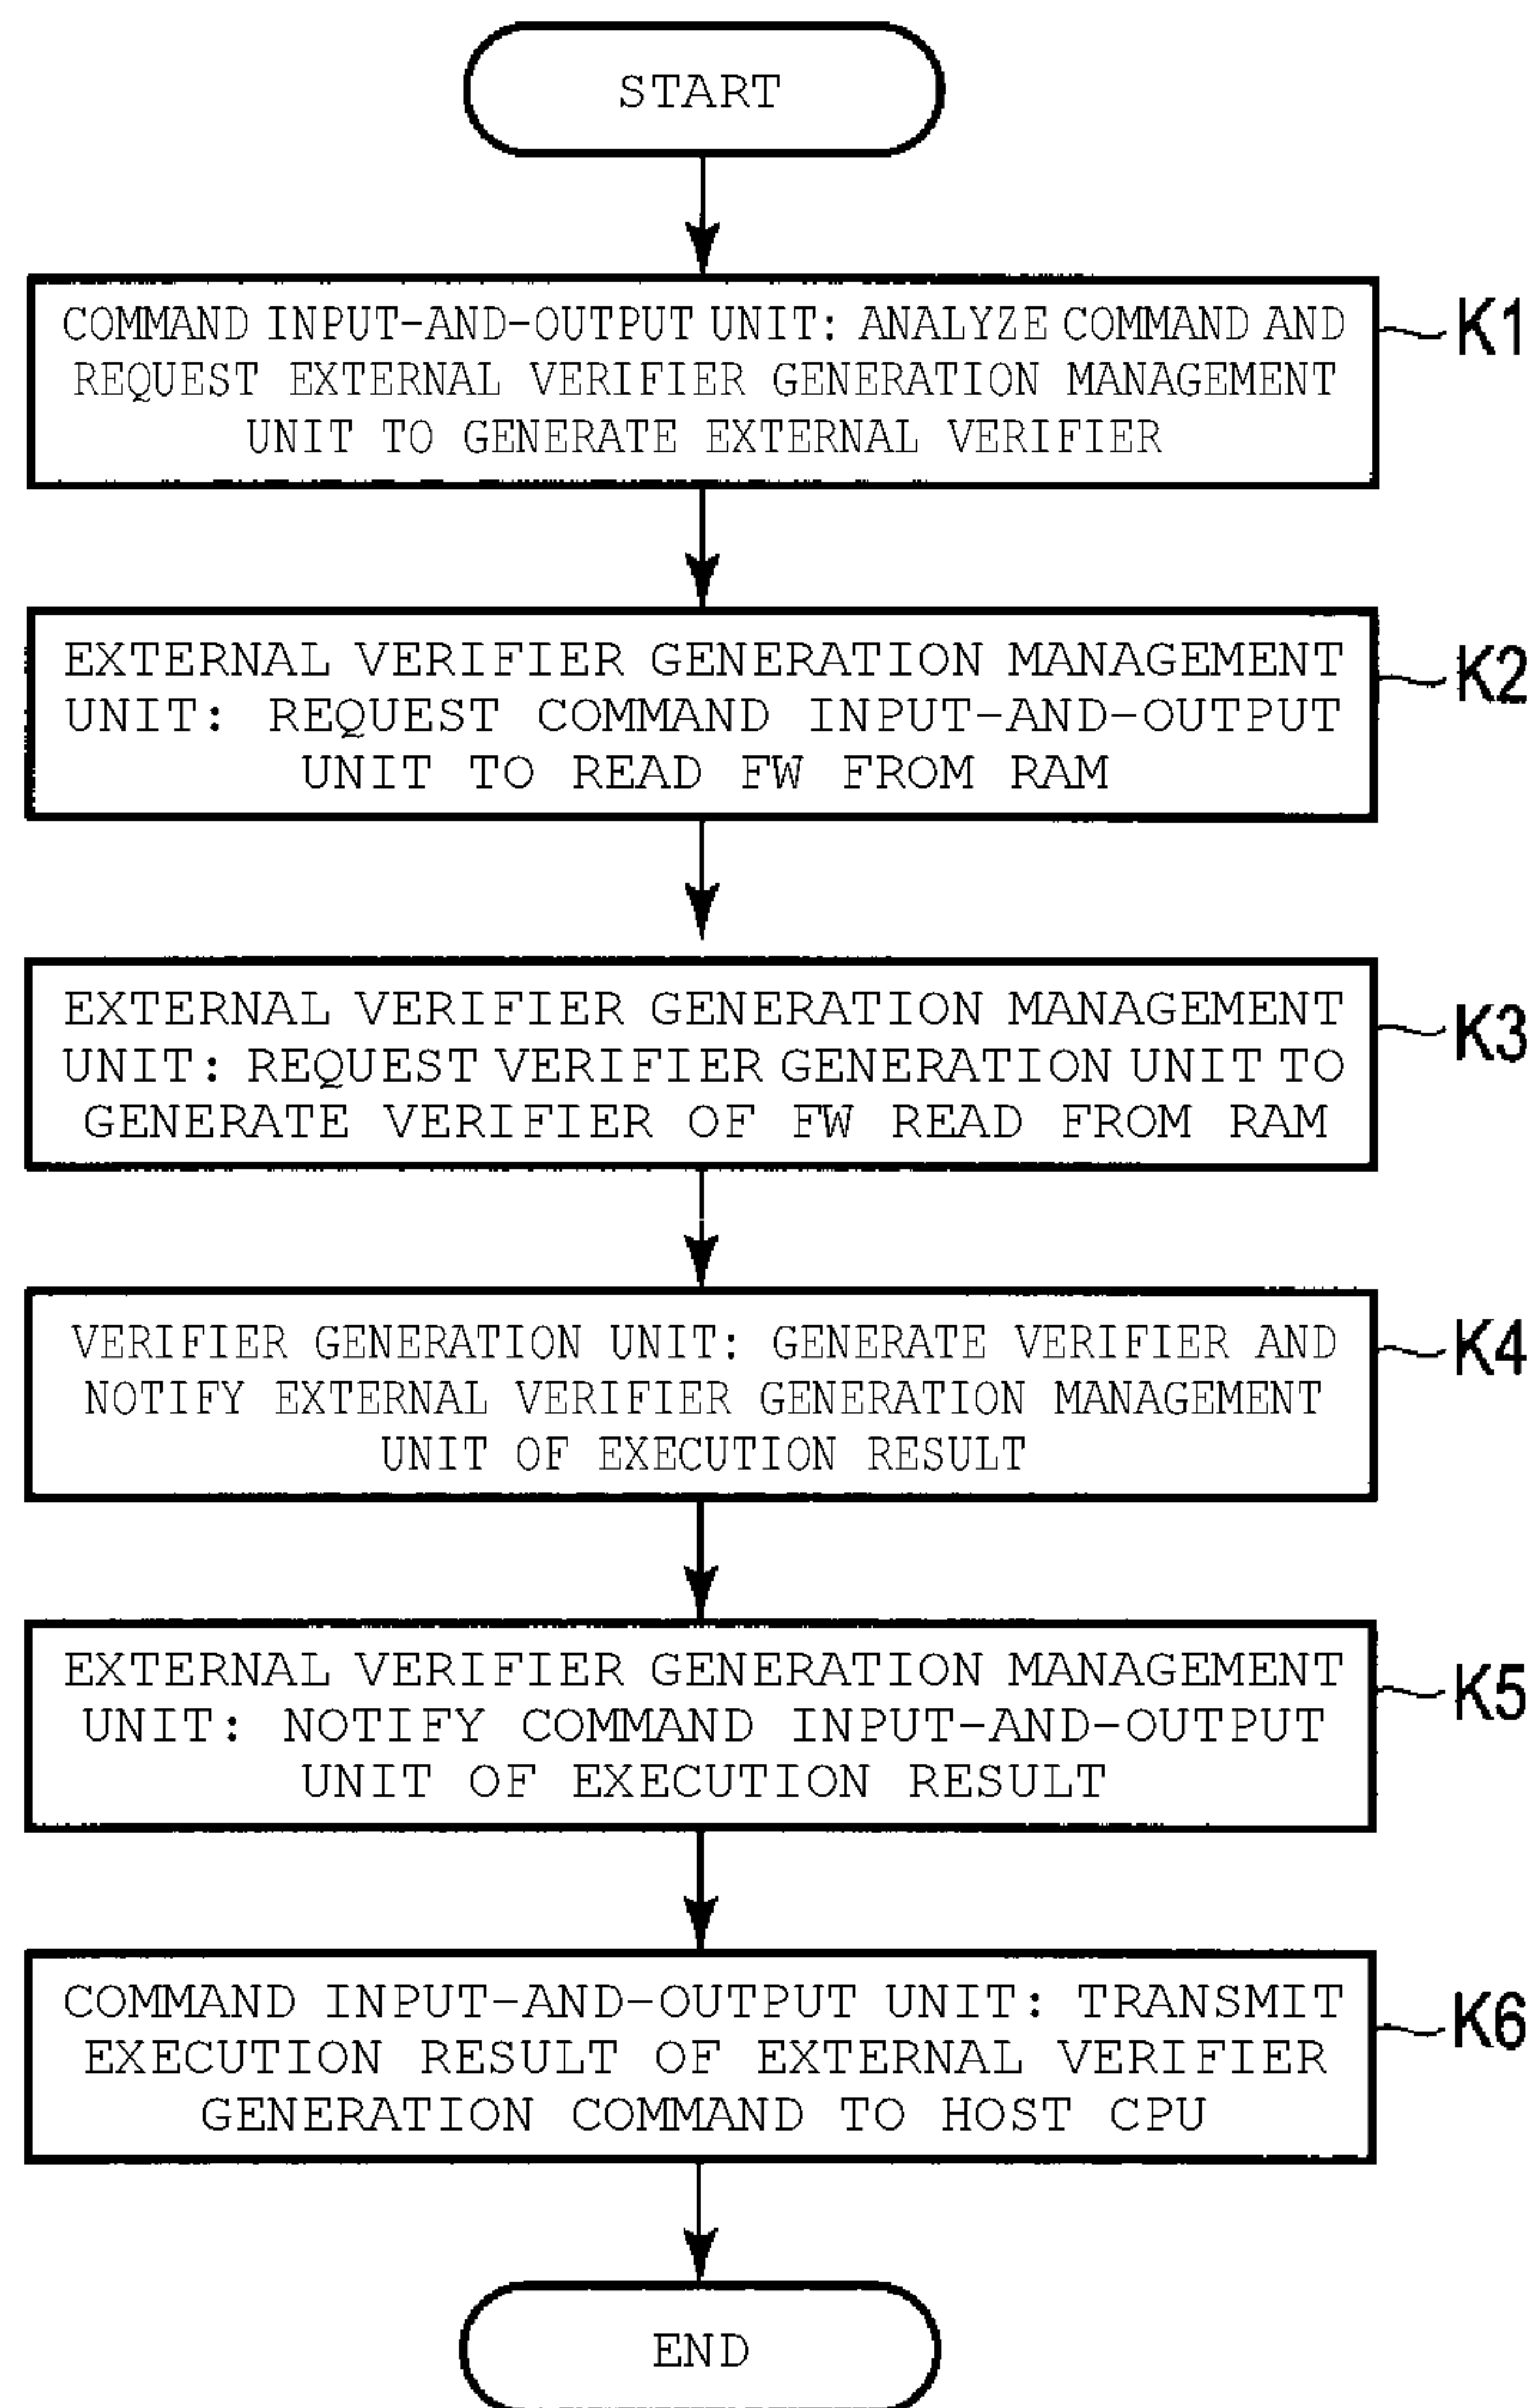 START
COMMAND INPUT-AND-OUTPUT UNIT: ANALYZE COMMAND AND
REQUEST EXTERNAL VERIFIER GENERATION MANAGEMENT
UNIT TO GENERATE EXTERNAL VERIFIER
K1
EXTERNAL VERIFIER GENERATION MANAGEMENT
UNIT: REQUEST COMMAND INPUT-AND-OUTPUT
UNIT TO READ FW FROM RAM
K2
EXTERNAL VERIFIER GENERATION MANAGEMENT
UNIT: REQUEST VERIFIER GENERATION UNIT TO
GENERATE VERIFIER OF FW READ FROM RAM
K3
VERIFIER GENERATION UNIT: GENERATE VERIFIER AND
NOTIFY EXTERNAL VERIFIER GENERATION MANAGEMENT
UNIT OF EXECUTION RESULT
K4
EXTERNAL VERIFIER GENERATION MANAGEMENT
UNIT: NOTIFY COMMAND INPUT-AND-OUTPUT
UNIT OF EXECUTION RESULT
K5
COMMAND INPUT-AND-OUTPUT UNIT: TRANSMIT
EXECUTION RESULT OF EXTERNAL VERIFIER
GENERATION COMMAND TO HOST CPU
K6
END